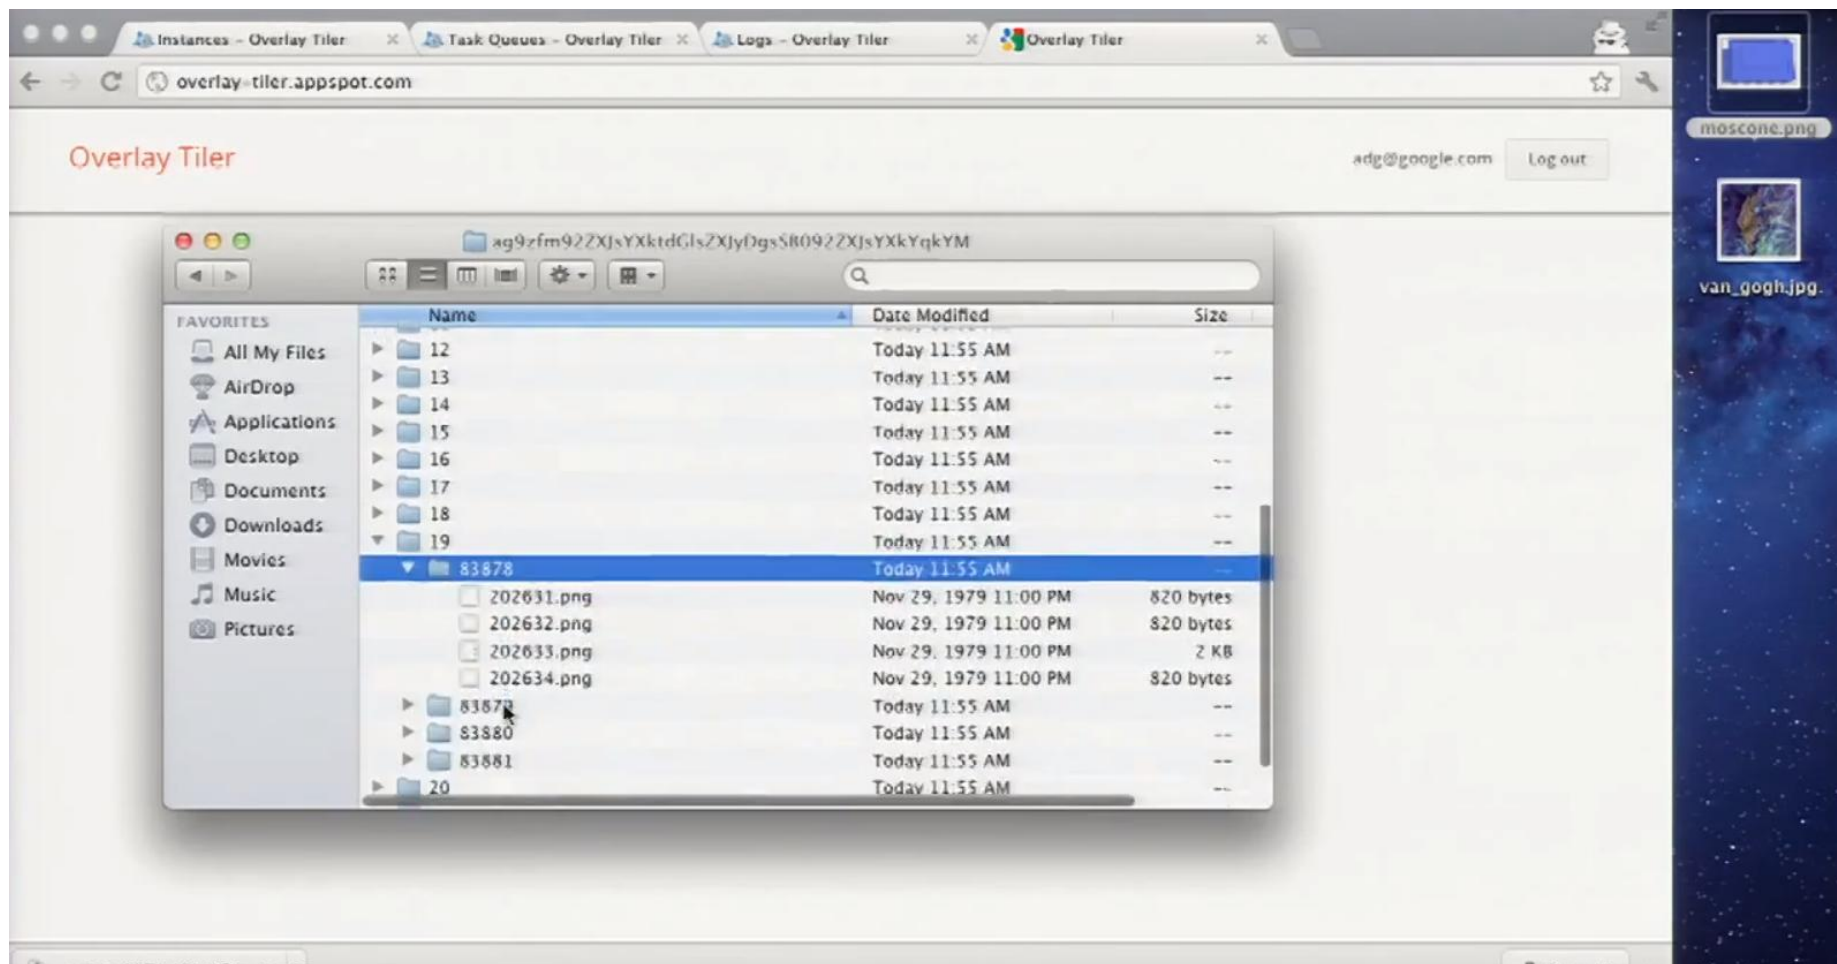 Instances - Overlay Tiler
Task Queues - Overlay Tiler
Logs - Overlay Tiler
Overlay Tiler
overlay-tiler.appspot.com
moscone.png
Overlay Tiler
adg@google.com
Log out
van_gogh.jpg.
Name
Date Modified
Size
FAVORITES
All My Files
AirDrop
Applications
Desktop
Documents
Downloads
Movies
Music
Pictures
12 Today 11:55 AM --
13 Today 11:55 AM --
14 Today 11:55 AM --
15 Today 11:55 AM --
16 Today 11:55 AM --
17 Today 11:55 AM --
18 Today 11:55 AM --
19 Today 11:55 AM --
83878 Today 11:55 AM --
202631.png Nov 29, 1979 11:00 PM 820 bytes
202632.png Nov 29, 1979 11:00 PM 820 bytes
202633.png Nov 29, 1979 11:00 PM 2 KB
202634.png Nov 29, 1979 11:00 PM 820 bytes
83879 Today 11:55 AM --
83880 Today 11:55 AM --
83881 Today 11:55 AM --
20 Today 11:55 AM --